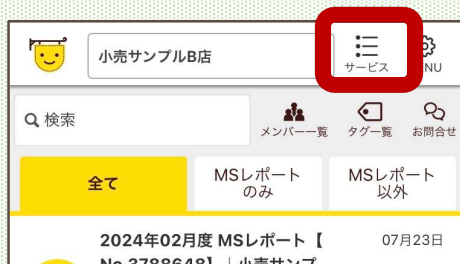 小売サンプルB店
サービス
NU
検索
メンバー一覧
タグ一覧
お問合せ
全て
MSレポート
のみ
MSレポート
以外
2024年02月度 MSレポート【
07月23日
No.3788648】｜小売サンプ